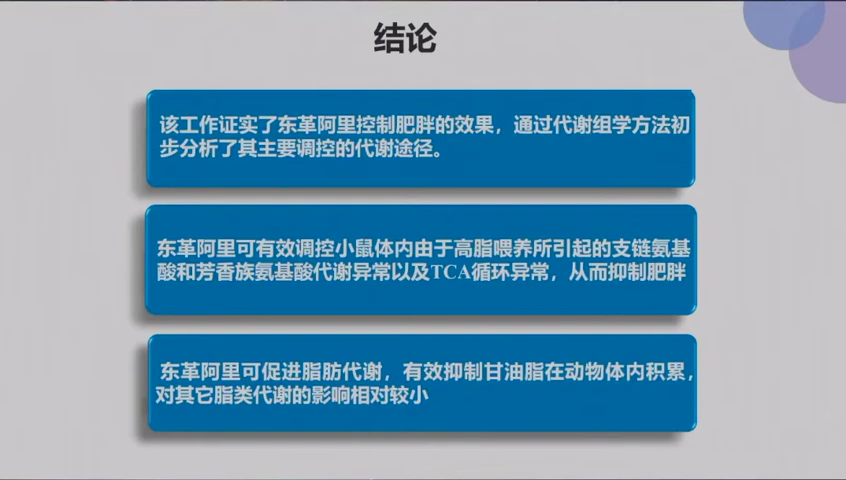 结论
该工作证实了东革阿里控制肥胖的效果，通过代谢组学方法初
步分析了其主要调控的代谢途径。
东革阿里可有效调控小鼠体内由于高脂喂养所引起的支链氨基
酸和芳香族氨基酸代谢异常以及TCA循环异常，从而抑制肥胖
东革阿里可促进脂肪代谢，有效抑制甘油脂在动物体内积累，
对其它脂类代谢的影响相对较小